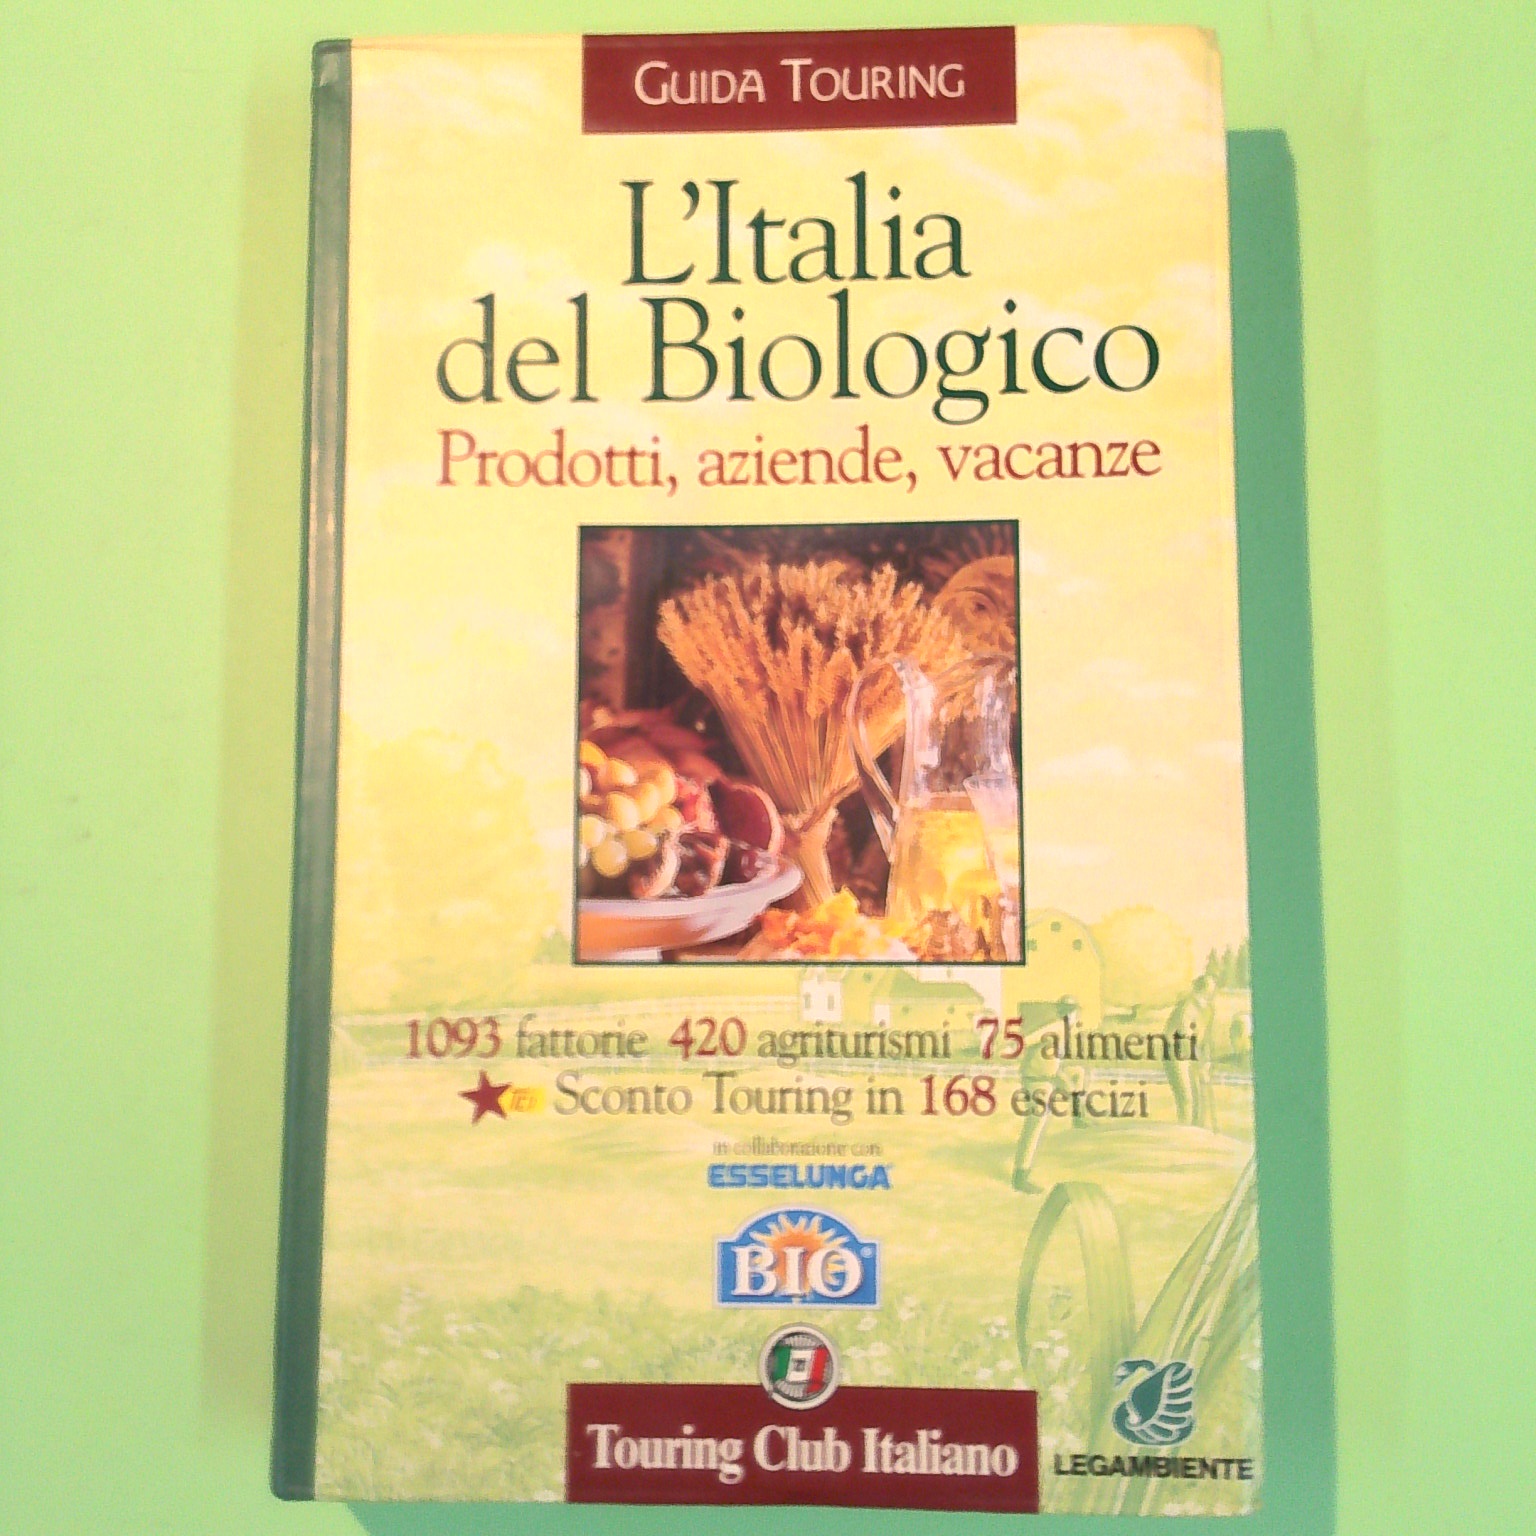 GUIDA TOURING
L'Italia
del Biologico
Prodotti, aziende, vacanze
1093 fattorie 420 agriturismi 75 alimenti
TCI Sconto Touring in 168 esercizi
in collaborazione con
ESSELUNGA
BIO
Touring Club Italiano
LEGAMBIENTE